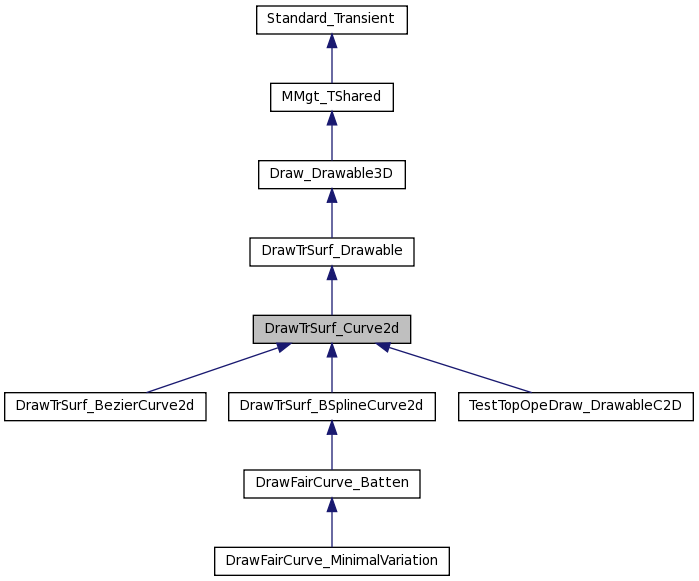 Standard_Transient
MMgt_TShared
Draw_Drawable3D
DrawTrSurf_Drawable
DrawTrSurf_Curve2d
DrawTrSurf_BezierCurve2d
DrawTrSurf_BSplineCurve2d
TestTopOpeDraw_DrawableC2D
DrawFairCurve_Batten
DrawFairCurve_MinimalVariation